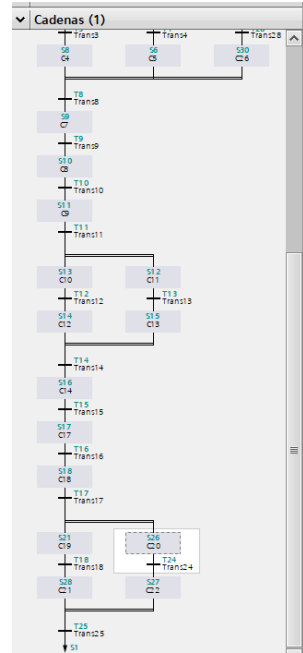 Cadenas (1)
Trans3 Trans4 Trans28
S8 S6 S30
C4 C5 C26
T8
Trans8
S9
C7
T9
Trans9
S10
C8
T10
Trans10
S11
C9
T11
Trans11
S13 S12
C10 C11
T12 T13
Trans12 Trans13
S14 S15
C12 C13
T14
Trans14
S16
C14
T15
Trans15
S17
C17
T16
Trans16
S18
C18
T17
Trans17
S21 S26
C19 C20
T18 T24
Trans18 Trans24
S28 S27
C21 C22
T25
Trans25
S1